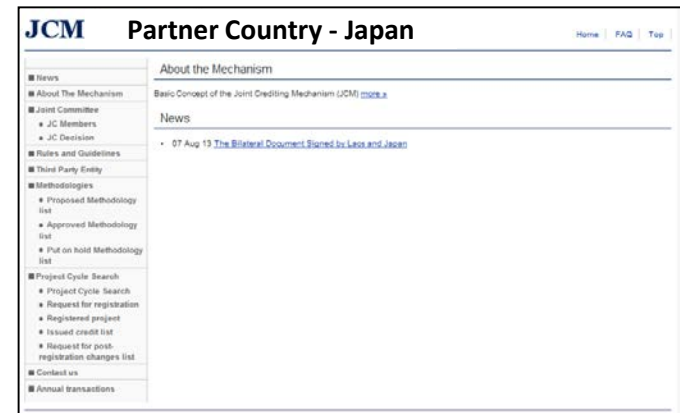 JCM Partner Country - Japan
Home FAQ Top
News
About The Mechanism
Joint Committee
JC Members
JC Decision
Rules and Guidelines
Third Party Entity
Methodologies
Proposed Methodology
list
Approved Methodology
list
Put on hold Methodology
list
Project Cycle Search
Project Cycle Search
Request for registration
Registered project
Issued credit list
Request for post-
registration changes list
Contact us
Annual transactions
About the Mechanism
Basic Concept of the Joint Crediting Mechanism (JCM) more »
News
• 07 Aug 13 The Bilateral Document Signed by Laos and Japan